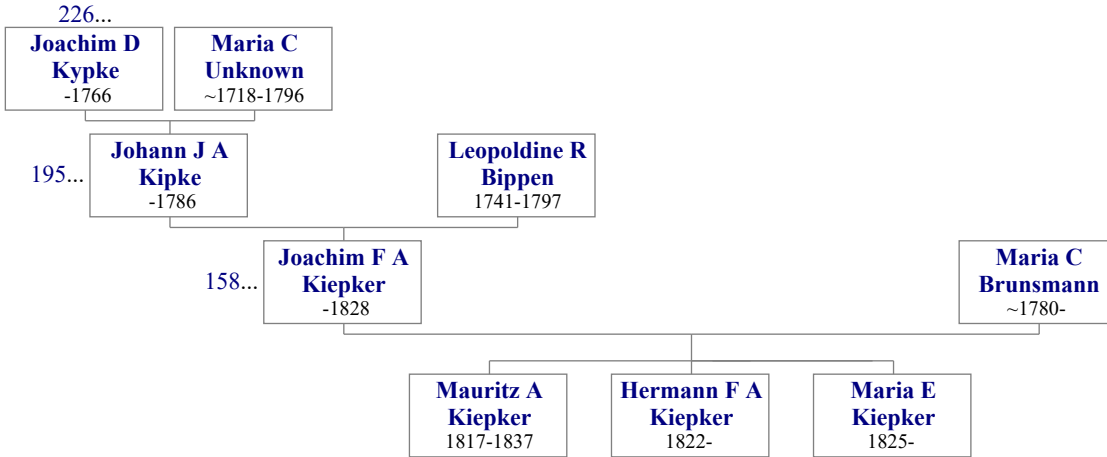 226...
Joachim D
Kypke
-1766
Maria C
Unknown
~1718-1796
195...
Johann J A
Kipke
-1786
Leopoldine R
Bippen
1741-1797
158...
Joachim F A
Kiepker
-1828
Maria C
Brunsmann
~1780-
Mauritz A
Kiepker
1817-1837
Hermann F A
Kiepker
1822-
Maria E
Kiepker
1825-